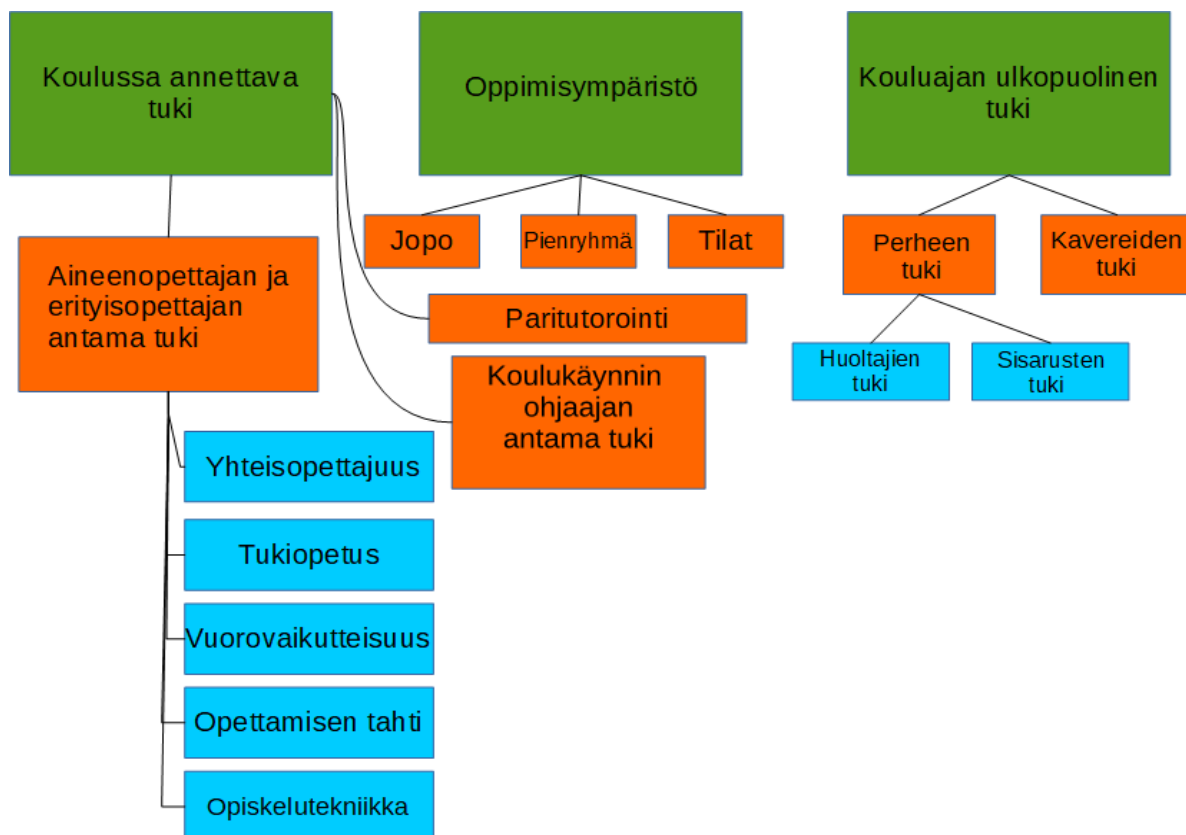 Koulussa annettava
tuki
Oppimisympäristö
Kouluajan ulkopuolinen
tuki
Jopo
Pienryhmä
Tilat
Perheen
tuki
Kavereiden
tuki
Aineenopettajan ja
erityisopettajan
antama tuki
Paritutorointi
Koulukäynnin
ohjaajan
antama tuki
Huoltajien
tuki
Sisarusten
tuki
Yhteisopettajuus
Tukiopetus
Vuorovaikutteisuus
Opettamisen tahti
Opiskelutekniikka